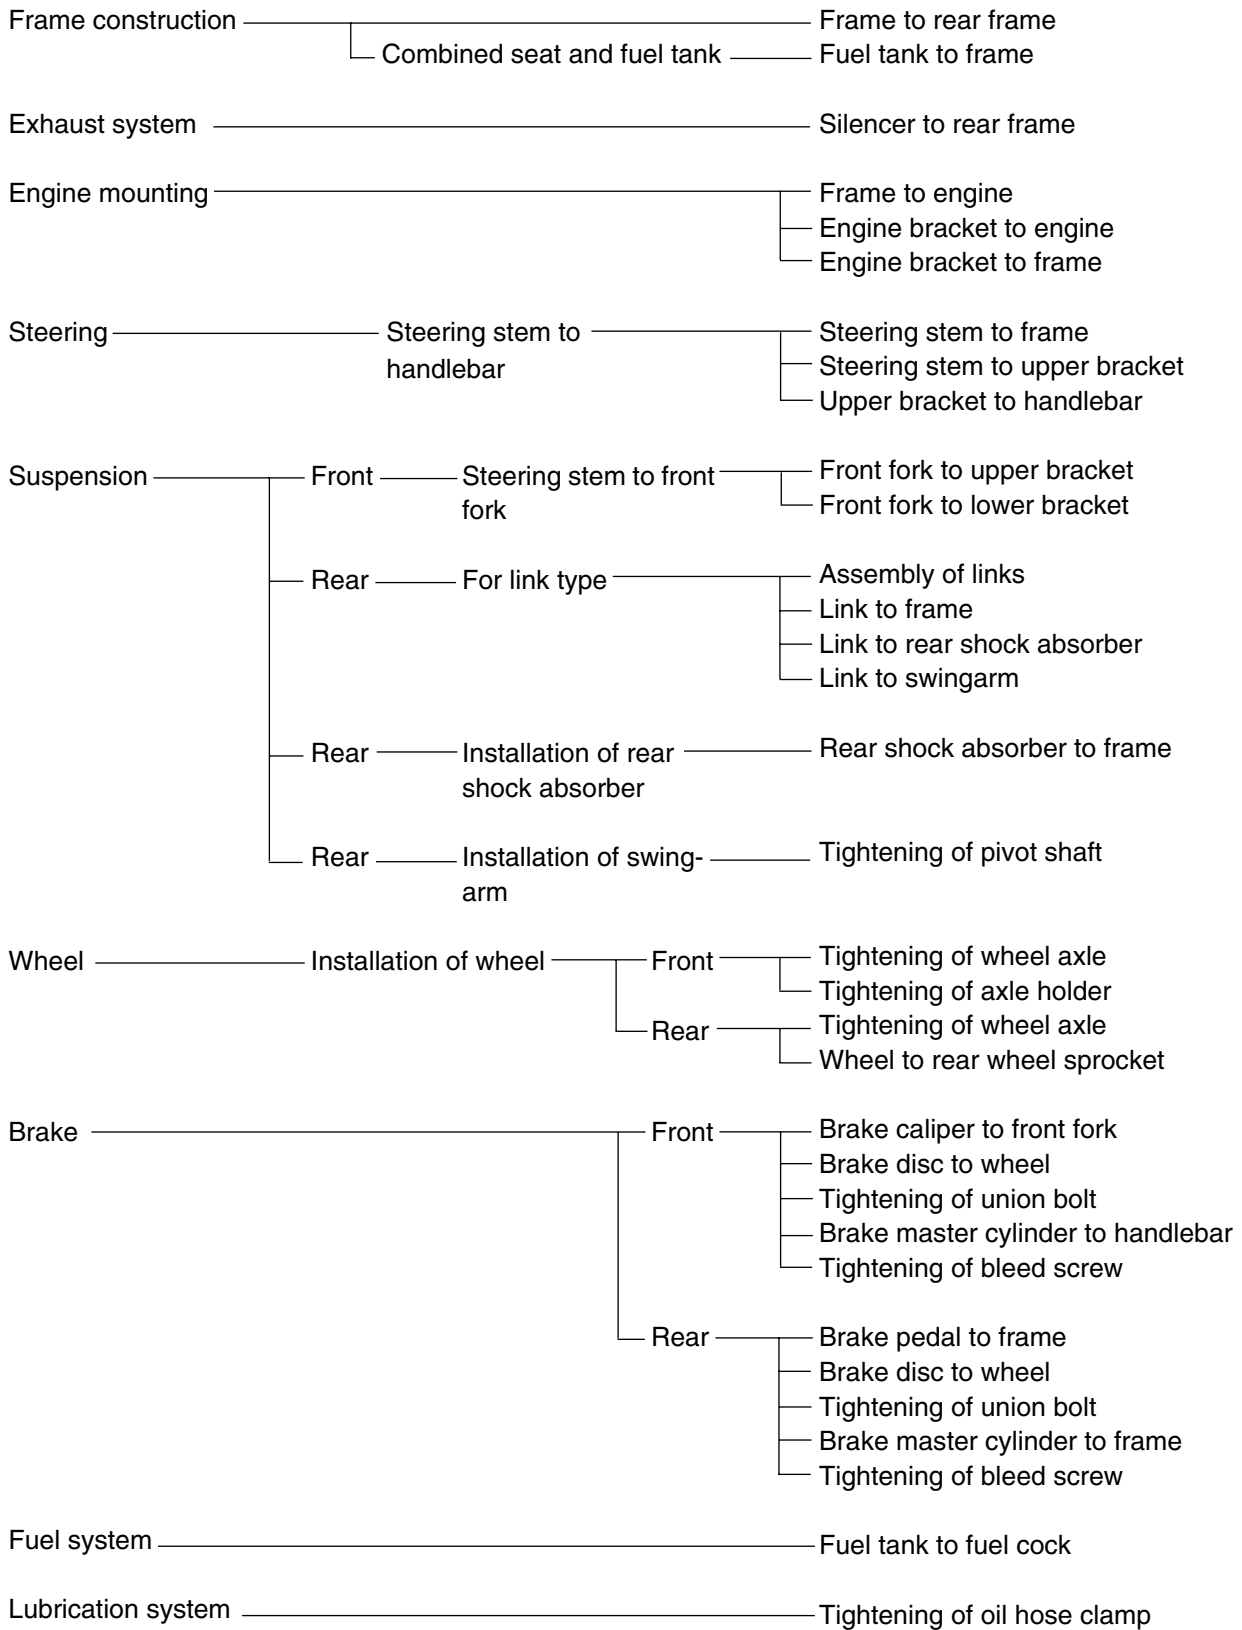 Frame construction Frame to rear frame
Combined seat and fuel tank Fuel tank to frame
Exhaust system Silencer to rear frame
Engine mounting Frame to engine
Engine bracket to engine
Engine bracket to frame
Steering Steering stem to Steering stem to frame
handlebar Steering stem to upper bracket
Upper bracket to handlebar
Suspension Front Steering stem to front Front fork to upper bracket
fork Front fork to lower bracket
Rear For link type Assembly of links
Link to frame
Link to rear shock absorber
Link to swingarm
Rear Installation of rear Rear shock absorber to frame
shock absorber
Rear Installation of swing- Tightening of pivot shaft
arm
Wheel Installation of wheel Front Tightening of wheel axle
Tightening of axle holder
Rear Tightening of wheel axle
Wheel to rear wheel sprocket
Brake Front Brake caliper to front fork
Brake disc to wheel
Tightening of union bolt
Brake master cylinder to handlebar
Tightening of bleed screw
Rear Brake pedal to frame
Brake disc to wheel
Tightening of union bolt
Brake master cylinder to frame
Tightening of bleed screw
Fuel system Fuel tank to fuel cock
Lubrication system Tightening of oil hose clamp